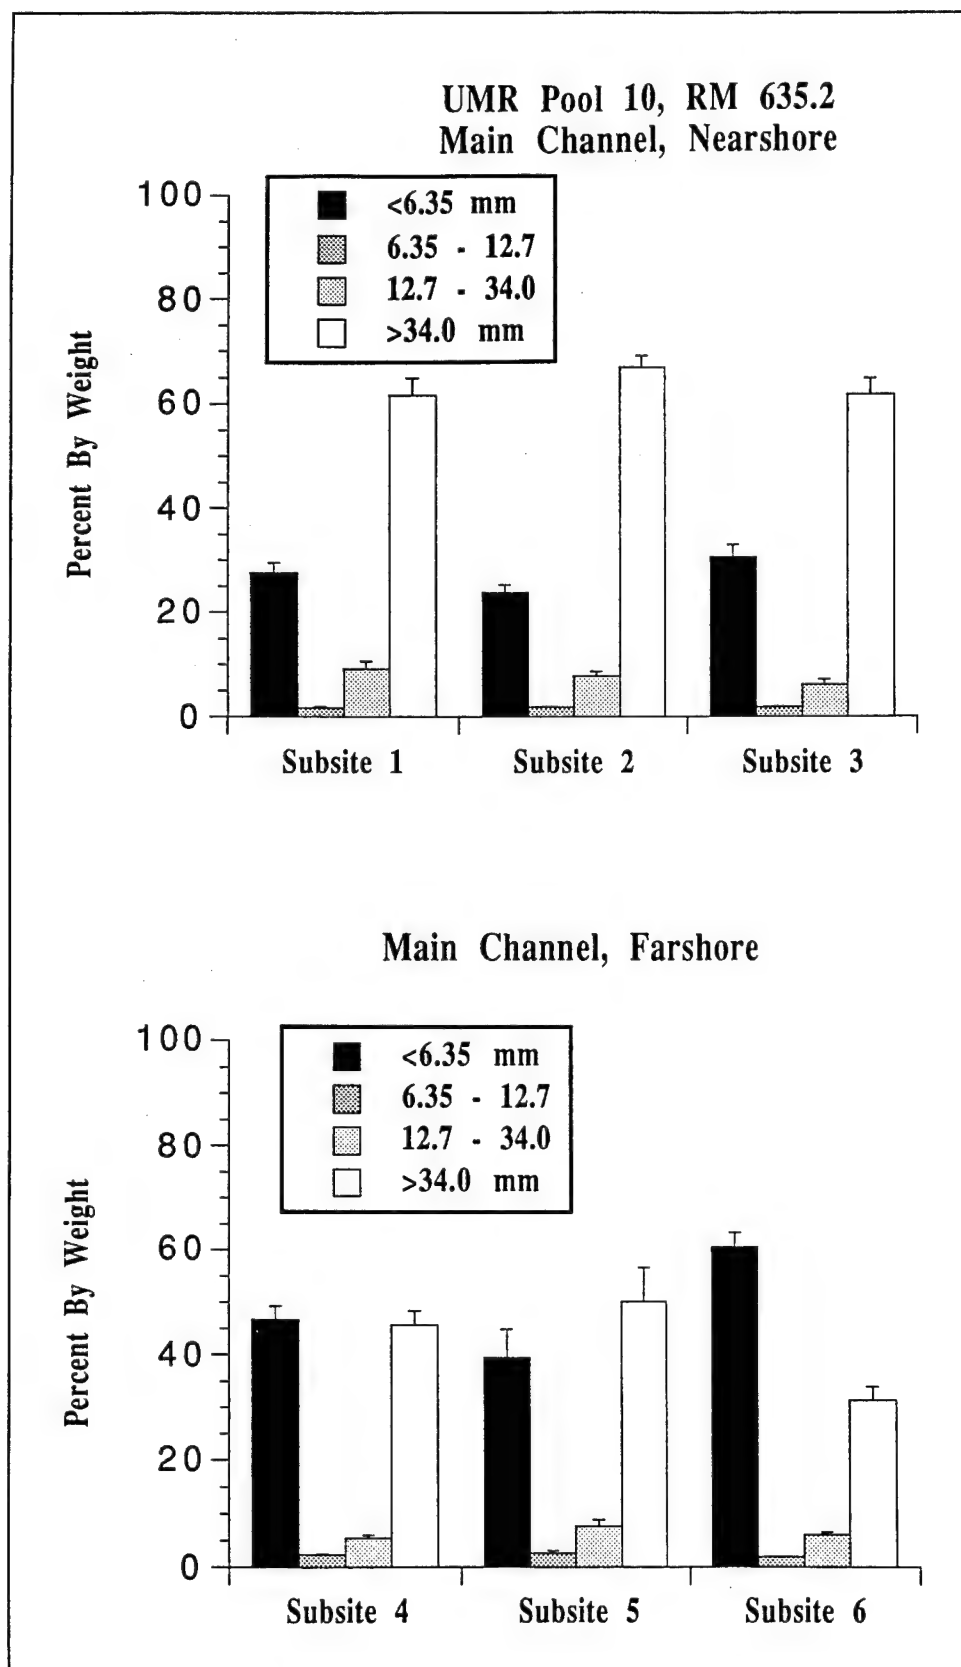 UMR Pool 10, RM 635.2
Main Channel, Nearshore
100
80
60
40
20
0
Percent By Weight
<6.35 mm
6.35 - 12.7
12.7 - 34.0
>34.0 mm
Subsite 1 Subsite 2 Subsite 3
Main Channel, Farshore
100
80
60
40
20
0
Percent By Weight
<6.35 mm
6.35 - 12.7
12.7 - 34.0
>34.0 mm
Subsite 4 Subsite 5 Subsite 6